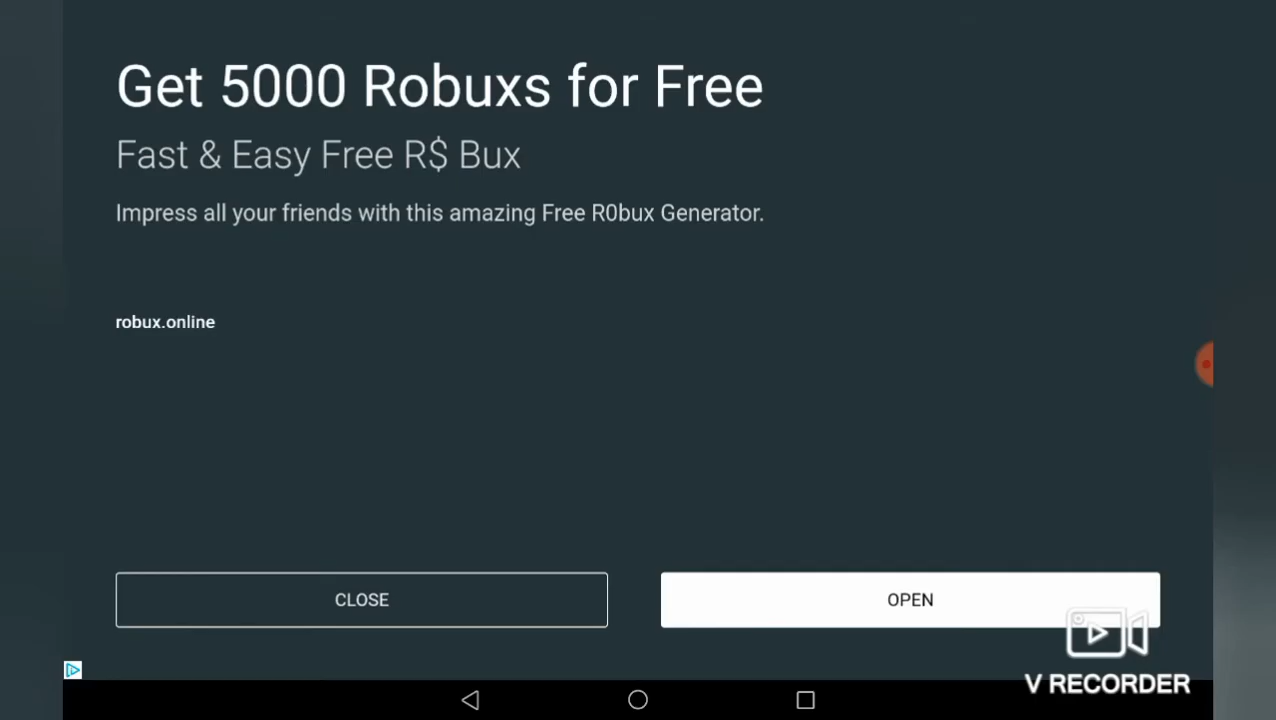 Get 5000 Robuxs for Free
Fast & Easy Free R$ Bux
Impress all your friends with this amazing Free R0bux Generator.
robux.online
CLOSE
OPEN
V RECORDER